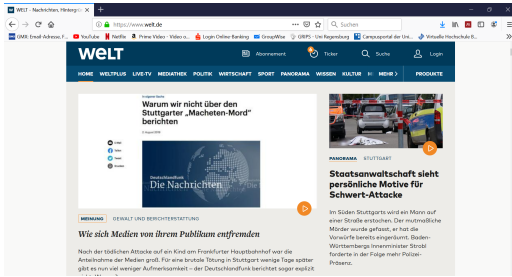 WELT - Nachrichten, Hintergr
https://www.welt.de
Suchen
GMX: Email-Adresse, F...
YouTube
Netflix
Prime Video
Login Online-Banking
GroupWise
GRIPS - Uni Regensburg
Campusportal der Uni...
Virtuelle Hochschule B...
WELT
Abonnement
Ticker
Suche
Login
HOME WELTPLUS LIVE-TV MEDIATHEK POLITIK WIRTSCHAFT SPORT PANORAMA WISSEN KULTUR MEHR PRODUKTE
Warum wir nicht über den
Stuttgarter „Macheten-Mord“
berichten
Deutschlandfunk
Die Nachrichten
MEINUNG GEWALT UND BERICHTERSTATTUNG
Wie sich Medien von ihrem Publikum entfremden
Nach der tödlichen Attacke auf ein Kind am Frankfurter Hauptbahnhof war die
Anteilnahme der Medien groß. Für eine brutale Tötung in Stuttgart wenige Tage später
gibt es nun viel weniger Aufmerksamkeit – der Deutschlandfunk berichtet sogar explizit
PANORAMA STUTTGART
Staatsanwaltschaft sieht
persönliche Motive für
Schwert-Attacke
Im Süden Stuttgarts wird ein Mann auf
einer Straße erstochen. Der mutmaßliche
Mörder wurde gefasst, er hat die
Vorwürfe bereits eingeräumt. Baden-
Württembergs Innenminister Strobl
forderte in der Folge mehr Polizei-
Präsenz.